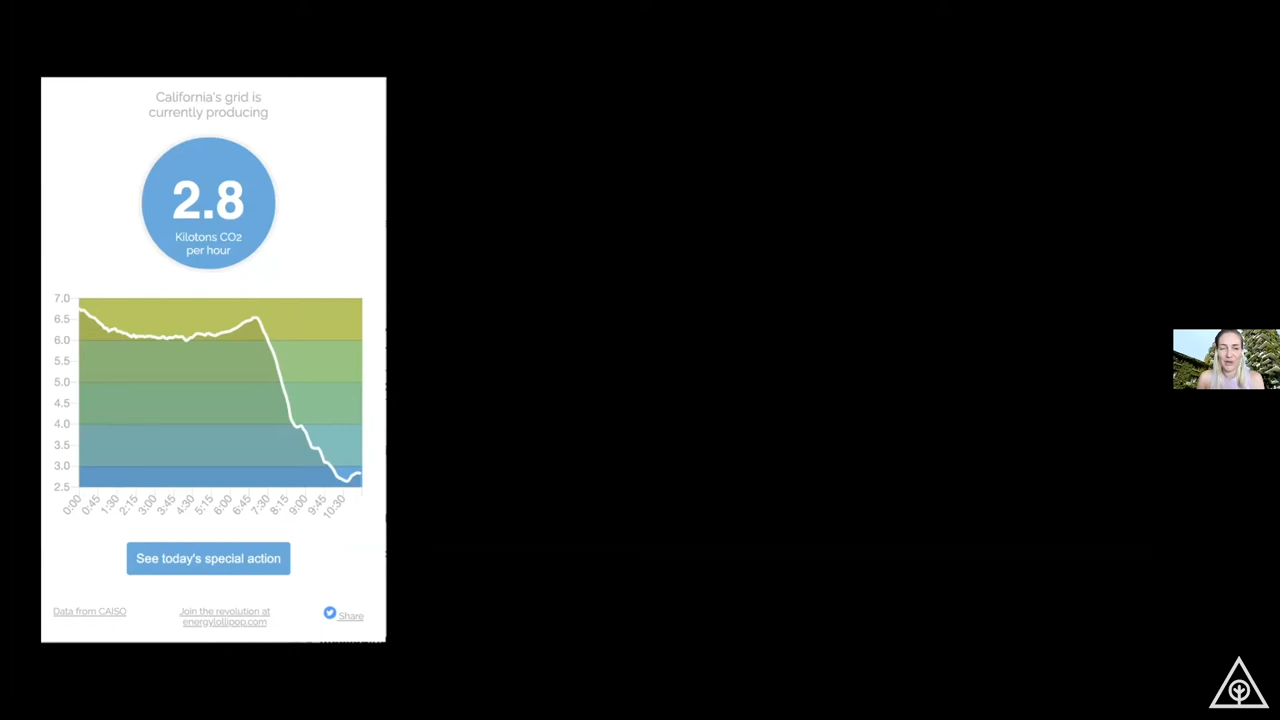 California's grid is
currently producing
2.8
Kilotons CO2
per hour
7.0
6.5
6.0
5.5
5.0
4.5
4.0
3.5
3.0
2.5
0:00 0:45 1:30 2:15 3:00 3:45 4:30 5:15 6:00 6:45 7:30 8:15 9:00 9:45 10:30
See today's special action
Data from CAISO
Join the revolution at
energylollipop.com
Share